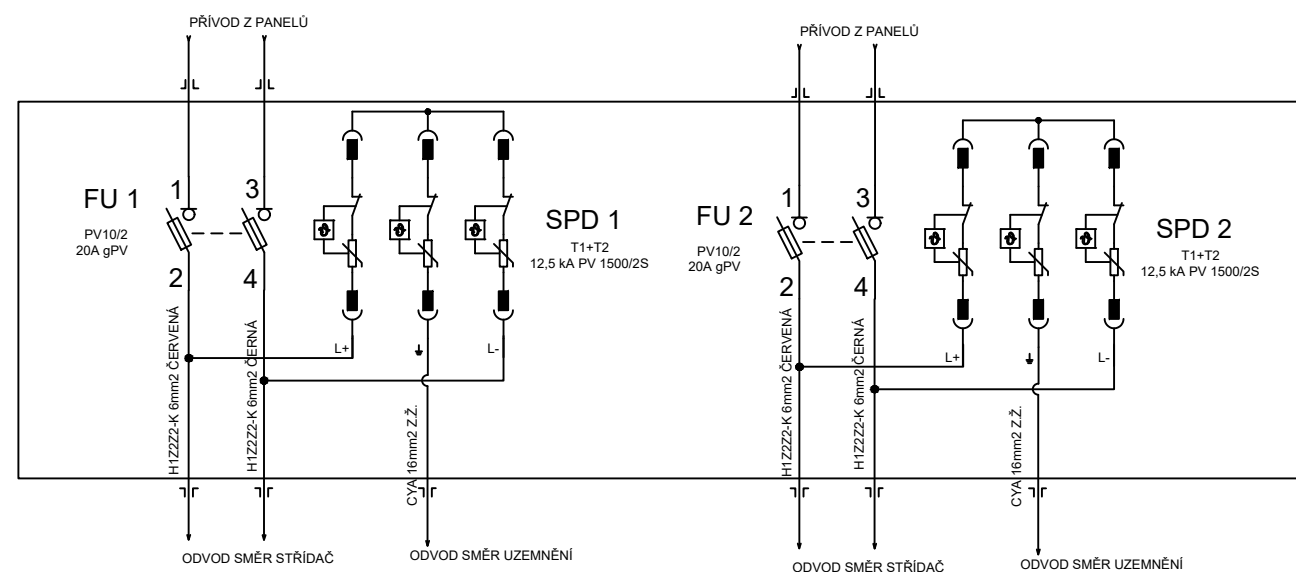 PŘÍVOD Z PANELŮ
FU 1
PV10/2
20A gPV
1
3
2
4
SPD 1
T1+T2
12,5 kA PV 1500/2S
L+
L-
H1Z2Z2-K 6mm2 ČERVENÁ
H1Z2Z2-K 6mm2 ČERNÁ
CYA 16mm2 Z.Ž.
ODVOD SMĚR STŘÍDAČ
ODVOD SMĚR UZEMNĚNÍ
PŘÍVOD Z PANELŮ
FU 2
PV10/2
20A gPV
1
3
2
4
SPD 2
T1+T2
12,5 kA PV 1500/2S
L+
L-
H1Z2Z2-K 6mm2 ČERVENÁ
H1Z2Z2-K 6mm2 ČERNÁ
CYA 16mm2 Z.Ž.
ODVOD SMĚR STŘÍDAČ
ODVOD SMĚR UZEMNĚNÍ